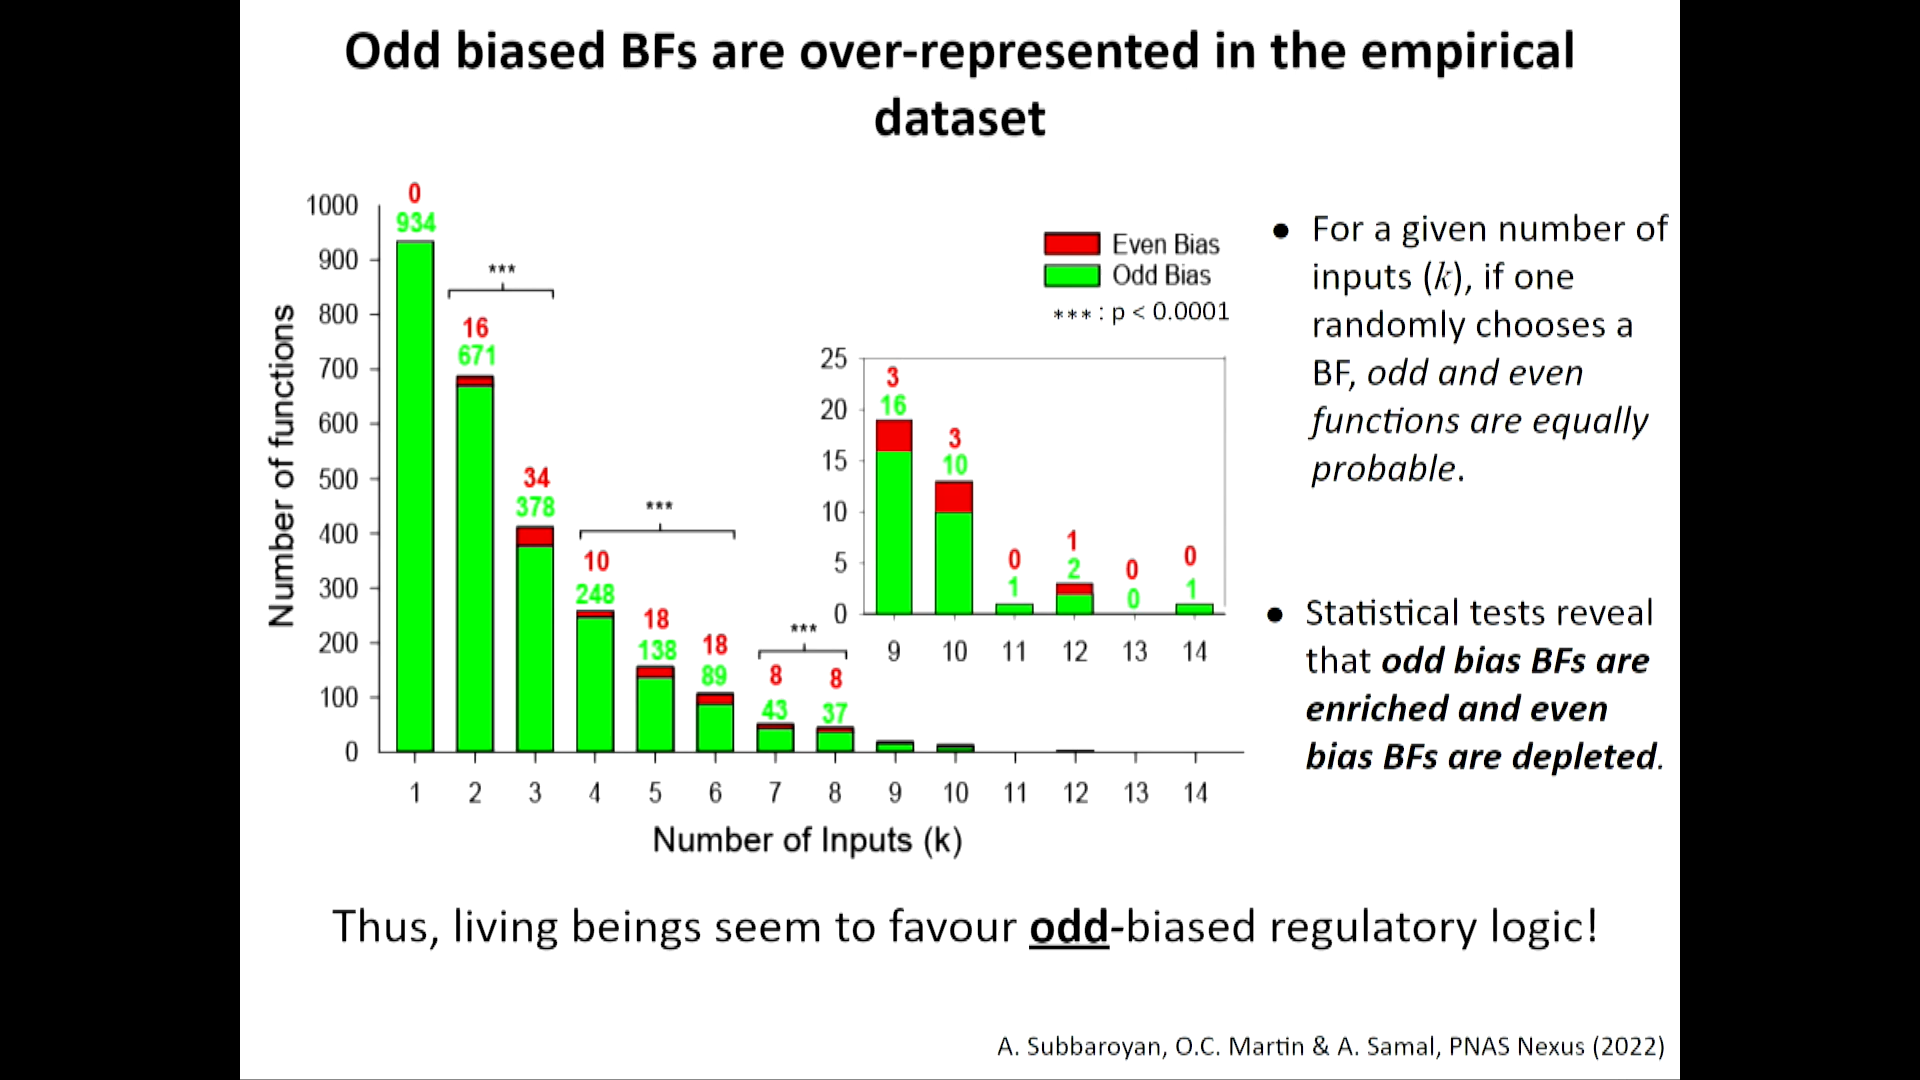 Odd biased BFs are over-represented in the empirical
dataset
Number of functions
1000
900
800
700
600
500
400
300
200
100
0
0
934
***
16
671
34
378
***
10
248
18
138
18
89
***
8
43
8
37
1 2 3 4 5 6 7 8 9 10 11 12 13 14
Number of Inputs (k)
Even Bias
Odd Bias
*** : p < 0.0001
25
20
15
10
5
0
3
16
3
10
0
1
1
2
0
0
0
1
9 10 11 12 13 14
● For a given number of
inputs (k), if one
randomly chooses a
BF, odd and even
functions are equally
probable.
● Statistical tests reveal
that odd bias BFs are
enriched and even
bias BFs are depleted.
Thus, living beings seem to favour odd-biased regulatory logic!
A. Subbaroyan, O.C. Martin & A. Samal, PNAS Nexus (2022)